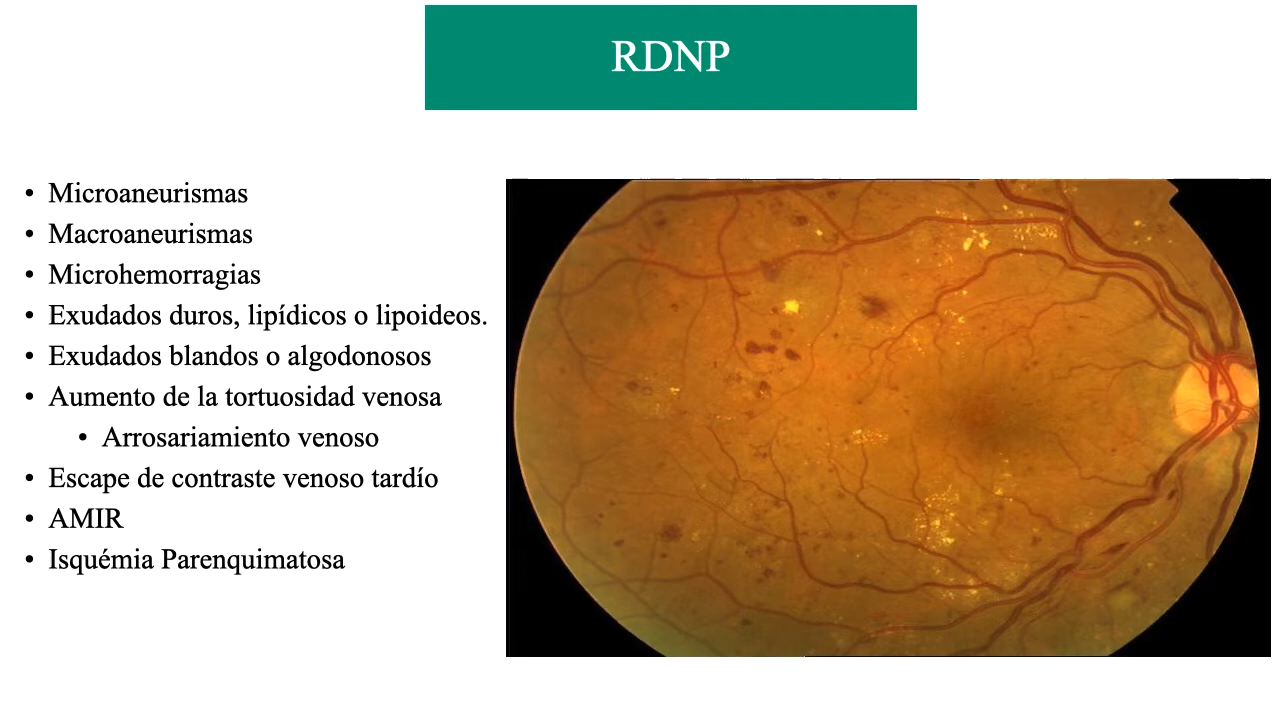 RDNP
• Microaneurismas
• Macroaneurismas
• Microhemorragias
• Exudados duros, lipídicos o lipoideos.
• Exudados blandos o algodonosos
• Aumento de la tortuosidad venosa
• Arrosariamiento venoso
• Escape de contraste venoso tardío
• AMIR
• Isquémia Parenquimatosa